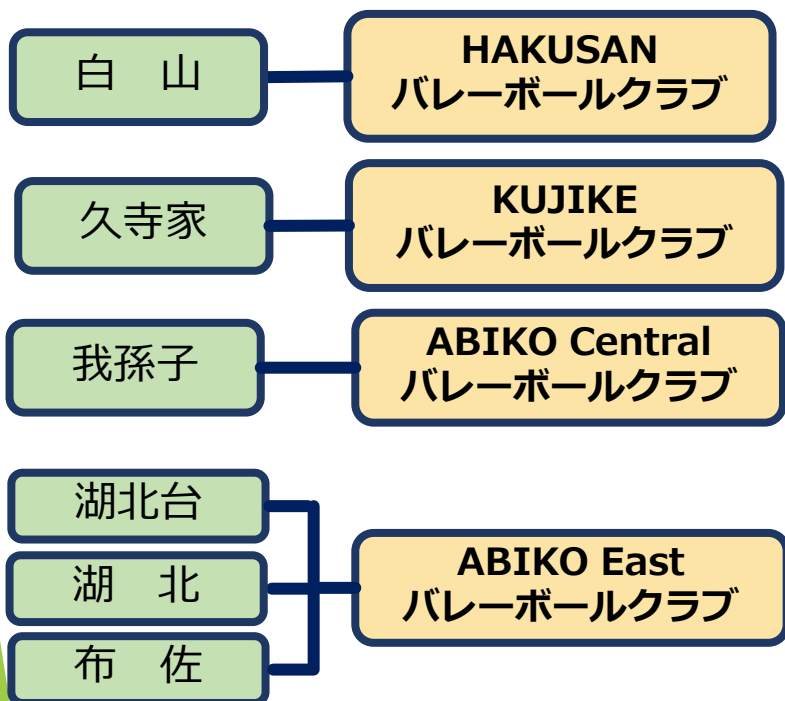 白　山
HAKUSAN
バレーボールクラブ
久寺家
KUJIKE
バレーボールクラブ
我孫子
ABIKO Central
バレーボールクラブ
湖北台
湖　北
布　佐
ABIKO East
バレーボールクラブ